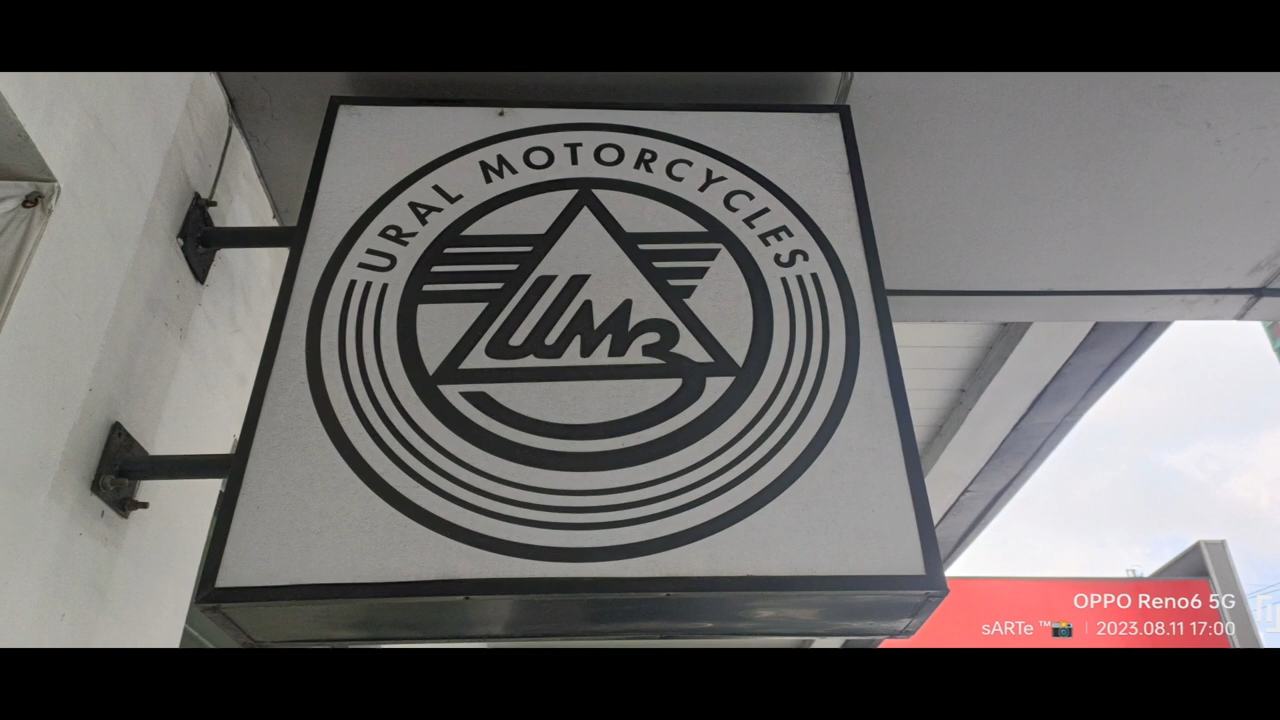 URAL MOTORCYCLES
имз
OPPO Reno6 5G
sARTe ™📸 | 2023.08.11 17:00